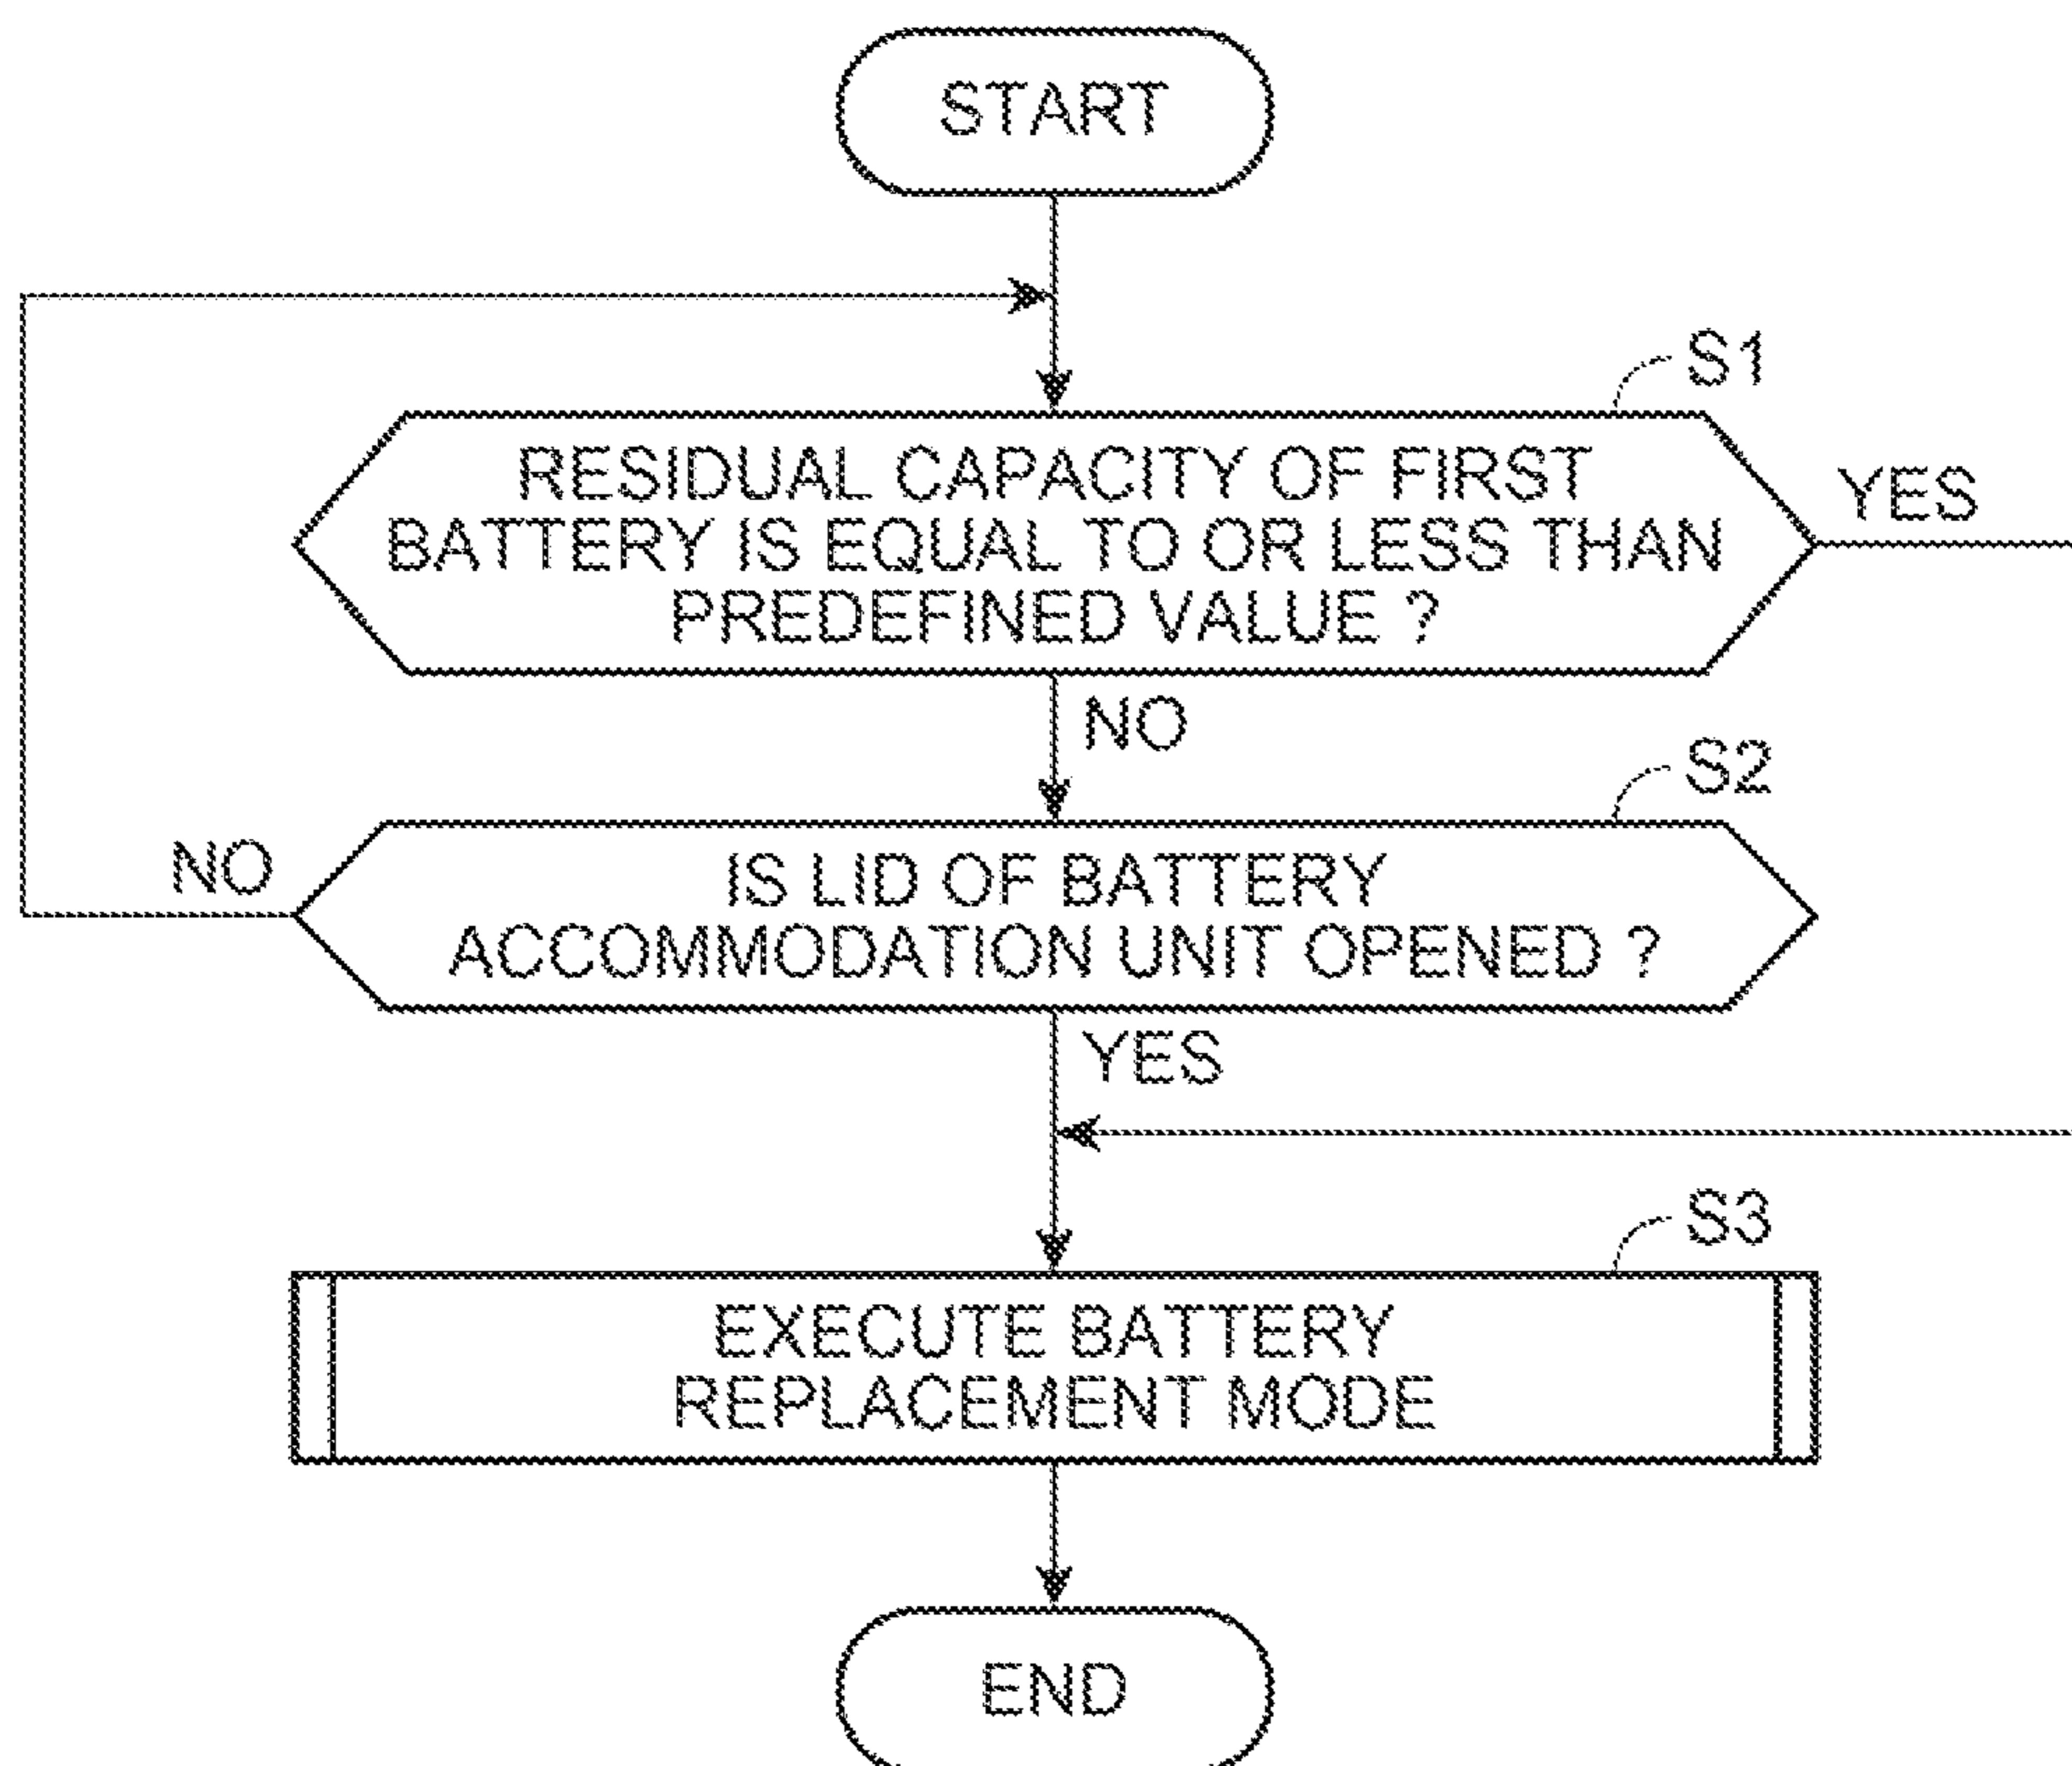 START
S1
RESIDUAL CAPACITY OF FIRST
BATTERY IS EQUAL TO OR LESS THAN
PREDEFINED VALUE ?
YES
NO
S2
NO
IS LID OF BATTERY
ACCOMMODATION UNIT OPENED ?
YES
S3
EXECUTE BATTERY
REPLACEMENT MODE
END